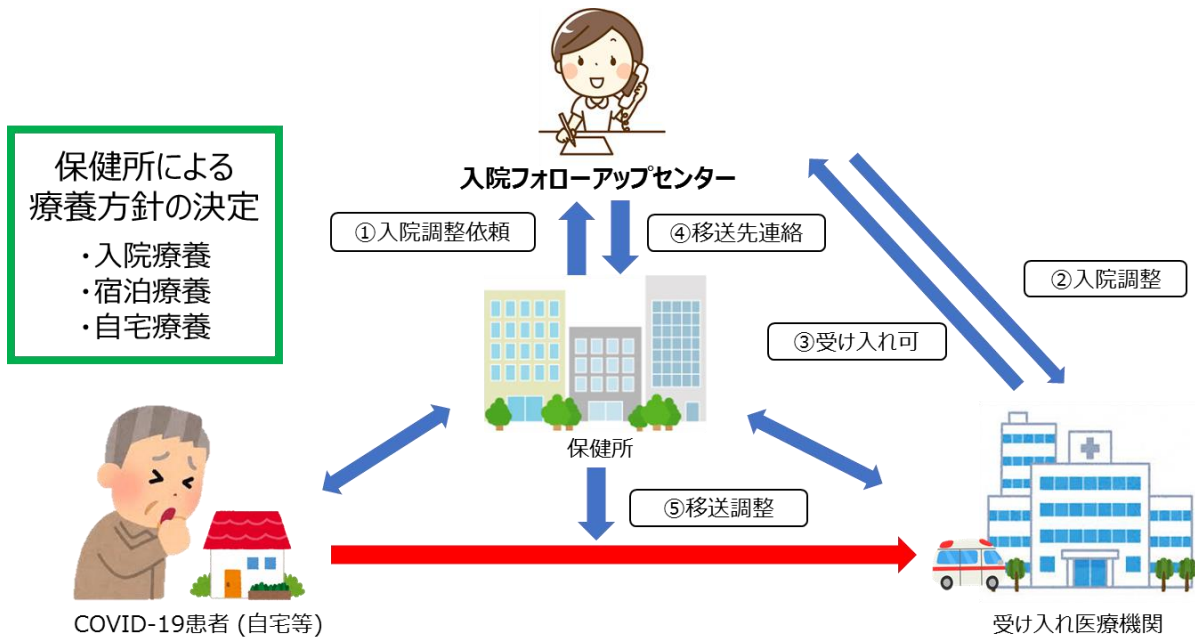 入院フォローアップセンター
保健所による
療養方針の決定
・入院療養
・宿泊療養
・自宅療養
①入院調整依頼
④移送先連絡
②入院調整
③受け入れ可
保健所
⑤移送調整
COVID-19患者 (自宅等)
受け入れ医療機関